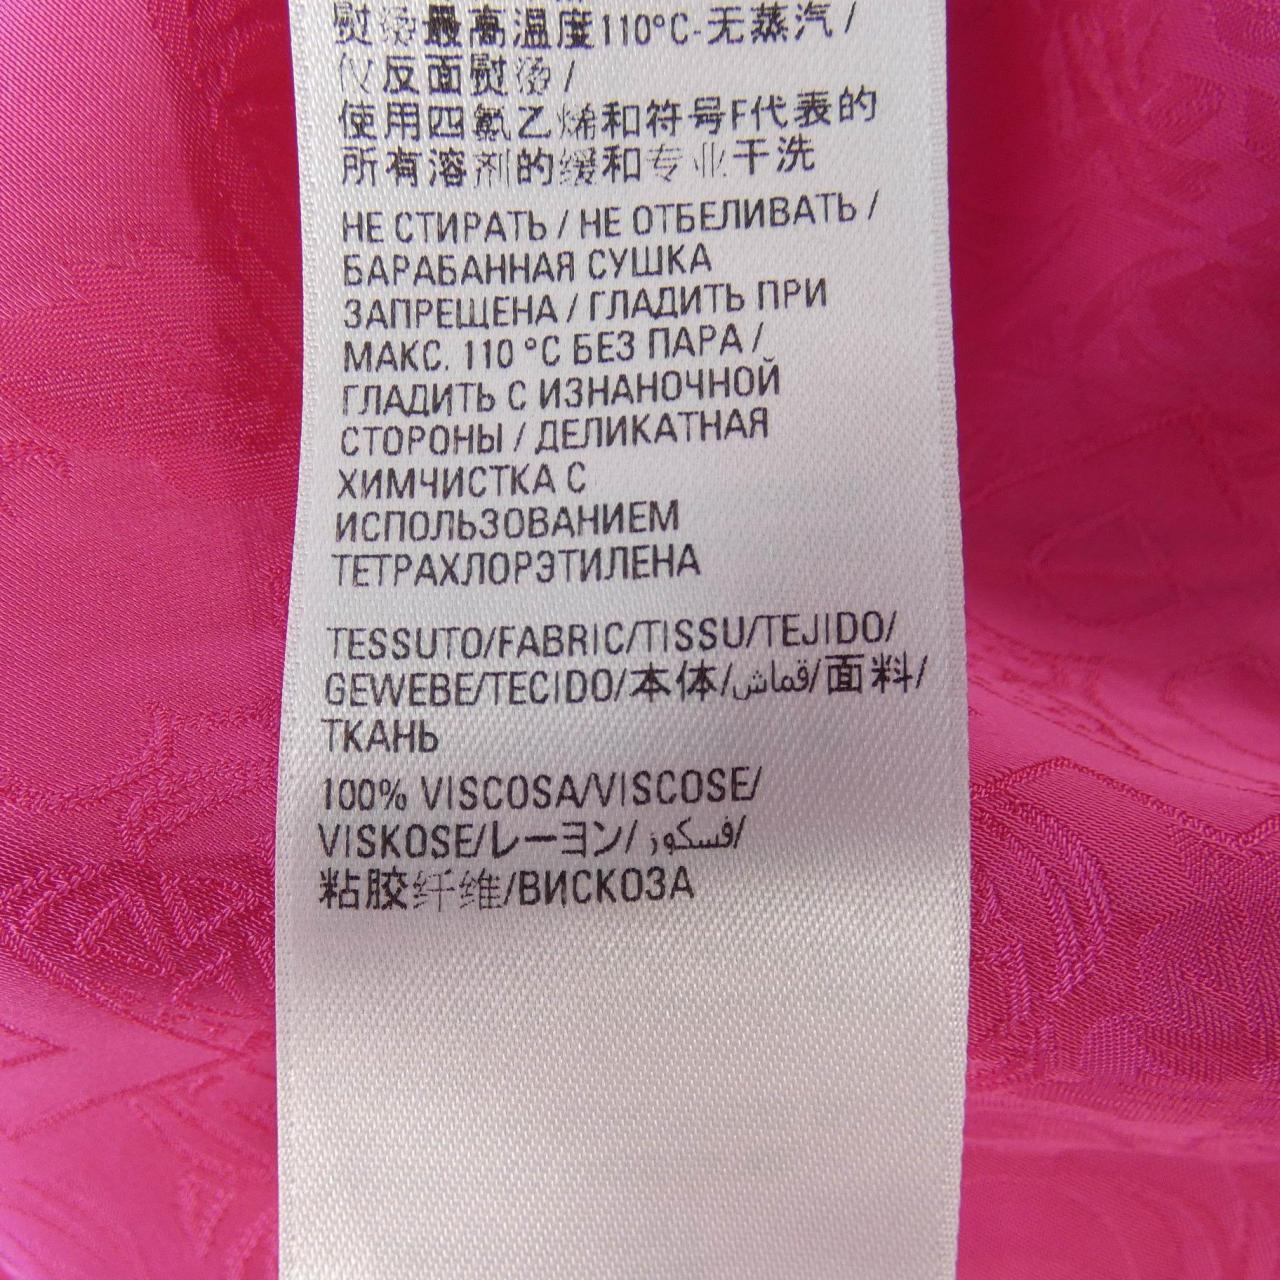 熨烫最高温度110°C-无蒸汽/
仅反面熨烫/
使用四氯乙烯和符号F代表的
所有溶剂的缓和专业干洗
НЕ СТИРАТЬ / НЕ ОТБЕЛИВАТЬ /
БАРАБАННАЯ СУШКА
ЗАПРЕЩЕНА / ГЛАДИТЬ ПРИ
МАКС. 110 °C БЕЗ ПАРА /
ГЛАДИТЬ С ИЗНАНОЧНОЙ
СТОРОНЫ / ДЕЛИКАТНАЯ
ХИМЧИСТКА С
ИСПОЛЬЗОВАНИЕМ
ТЕТРАХЛОРЭТИЛЕНА
TESSUTO/FABRIC/TISSU/TEJIDO/
GEWEBE/TECIDO/本体/قماش/面料/
ТКАНЬ
100% VISCOSA/VISCOSE/
VISKOSE/レーヨン/فسكوز/
粘胶纤维/ВИСКОЗА